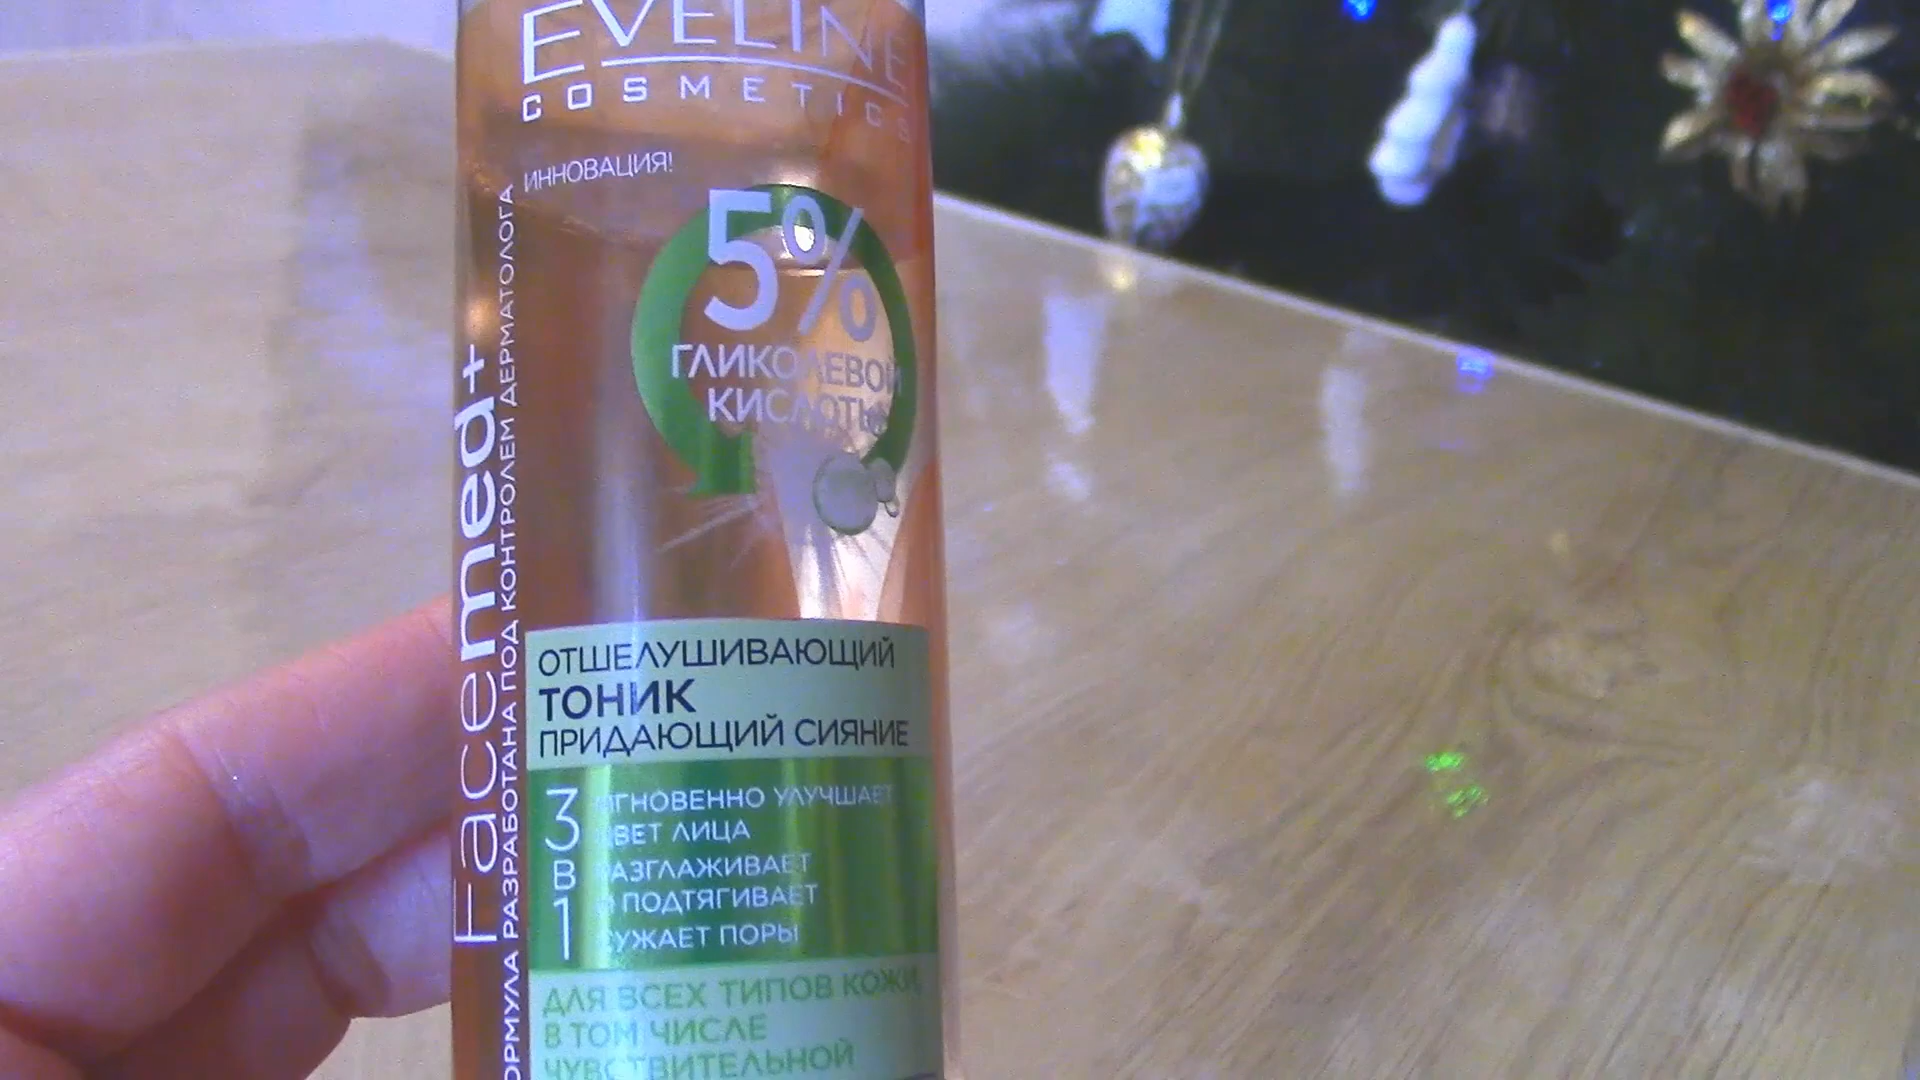 EVELINE
COSMETICS
ИННОВАЦИЯ!
5%
ГЛИКОЛЕВОЙ
КИСЛОТЫ
Facemed+
РАЗРАБОТАНА ПОД КОНТРОЛЕМ ДЕРМАТОЛОГА
ОТШЕЛУШИВАЮЩИЙ
ТОНИК
ПРИДАЮЩИЙ СИЯНИЕ
3 В 1
МГНОВЕННО УЛУЧШАЕТ
ЦВЕТ ЛИЦА
РАЗГЛАЖИВАЕТ
И ПОДТЯГИВАЕТ
СУЖАЕТ ПОРЫ
ДЛЯ ВСЕХ ТИПОВ КОЖИ,
В ТОМ ЧИСЛЕ
ЧУВСТВИТЕЛЬНОЙ